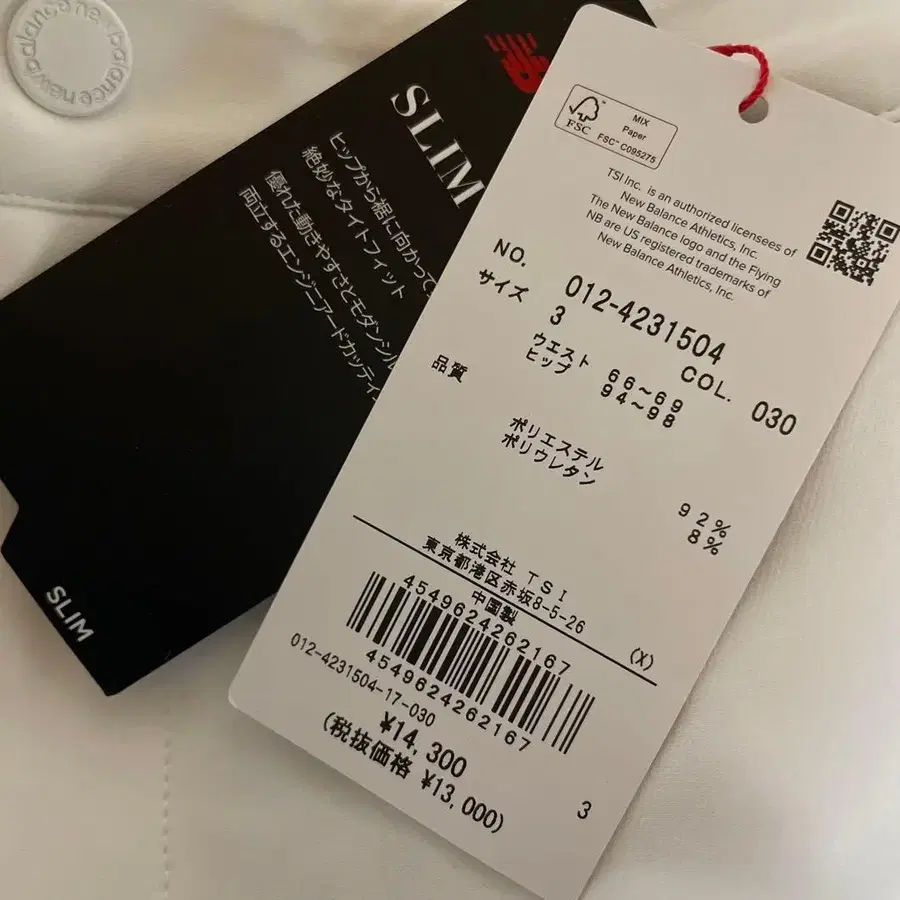 new balance new balance
SLIM
ヒップから裾に向かって
絶妙なタイトフィット
優れた動きやすさとモダンシル
両立するエンジニアードカッティ
SLIM
FSC
MIX
Paper
FSC™ C095275
TSI Inc. is an authorized licensees of
New Balance Athletics, Inc.
The New Balance logo and the Flying
NB are US registered trademarks of
New Balance Athletics, Inc.
NO. 012-4231504
サイズ 3 COL. 030
ウエスト 66~69
ヒップ 94~98
品質
ポリエステル 92%
ポリウレタン 8%
株式会社 TSI
東京都港区赤坂8-5-26
中国製 (X)
4549624262167
4549624262167
012-4231504-17-030
¥14,300
(税抜価格 ¥13,000)
3